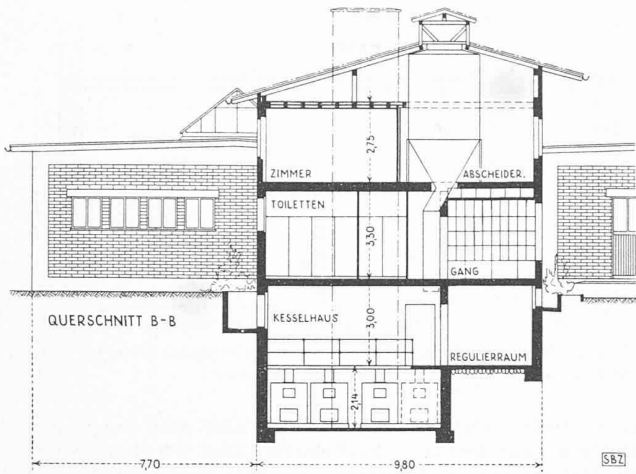 2,75
ZIMMER
ABSCHEIDER.
TOILETTEN
3,30
GANG
QUERSCHNITT B-B
KESSELHAUS
3,00
REGULIERRAUM
2,14
7,70
9,80
SBZ